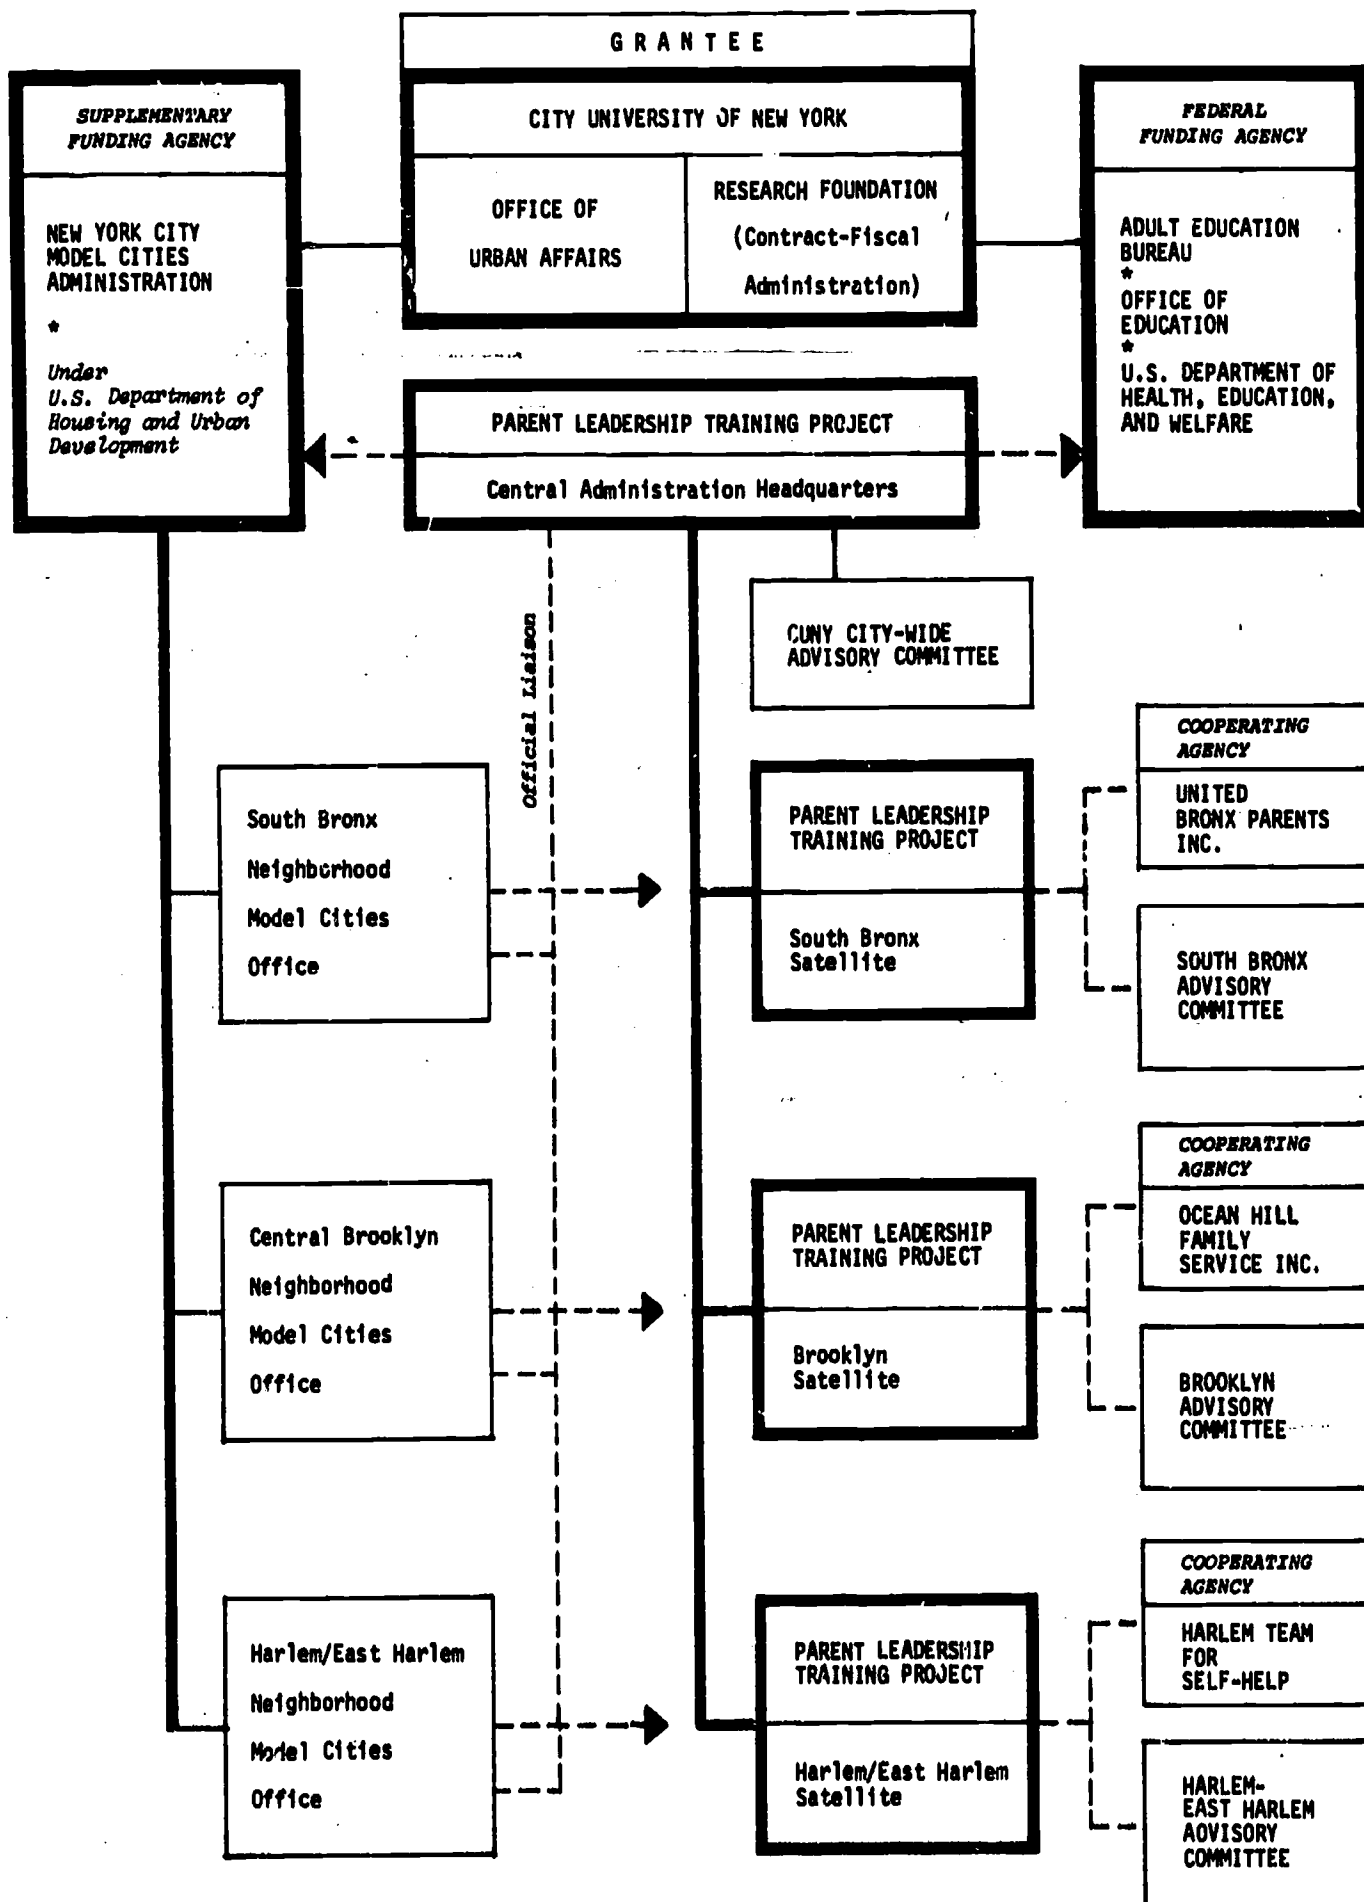 GRANTEE
SUPPLEMENTARY
FUNDING AGENCY
NEW YORK CITY
MODEL CITIES
ADMINISTRATION
*
Under
U.S. Department of
Housing and Urban
Development
CITY UNIVERSITY OF NEW YORK
OFFICE OF
URBAN AFFAIRS
RESEARCH FOUNDATION
(Contract-Fiscal
Administration)
FEDERAL
FUNDING AGENCY
ADULT EDUCATION
BUREAU
*
OFFICE OF
EDUCATION
*
U.S. DEPARTMENT OF
HEALTH, EDUCATION,
AND WELFARE
PARENT LEADERSHIP TRAINING PROJECT
Central Administration Headquarters
Official Liaison
CUNY CITY-WIDE
ADVISORY COMMITTEE
South Bronx
Neighborhood
Model Cities
Office
PARENT LEADERSHIP
TRAINING PROJECT
South Bronx
Satellite
COOPERATING
AGENCY
UNITED
BRONX PARENTS
INC.
SOUTH BRONX
ADVISORY
COMMITTEE
Central Brooklyn
Neighborhood
Model Cities
Office
PARENT LEADERSHIP
TRAINING PROJECT
Brooklyn
Satellite
COOPERATING
AGENCY
OCEAN HILL
FAMILY
SERVICE INC.
BROOKLYN
ADVISORY
COMMITTEE
Harlem/East Harlem
Neighborhood
Model Cities
Office
PARENT LEADERSHIP
TRAINING PROJECT
Harlem/East Harlem
Satellite
COOPERATING
AGENCY
HARLEM TEAM
FOR
SELF-HELP
HARLEM-
EAST HARLEM
ADVISORY
COMMITTEE